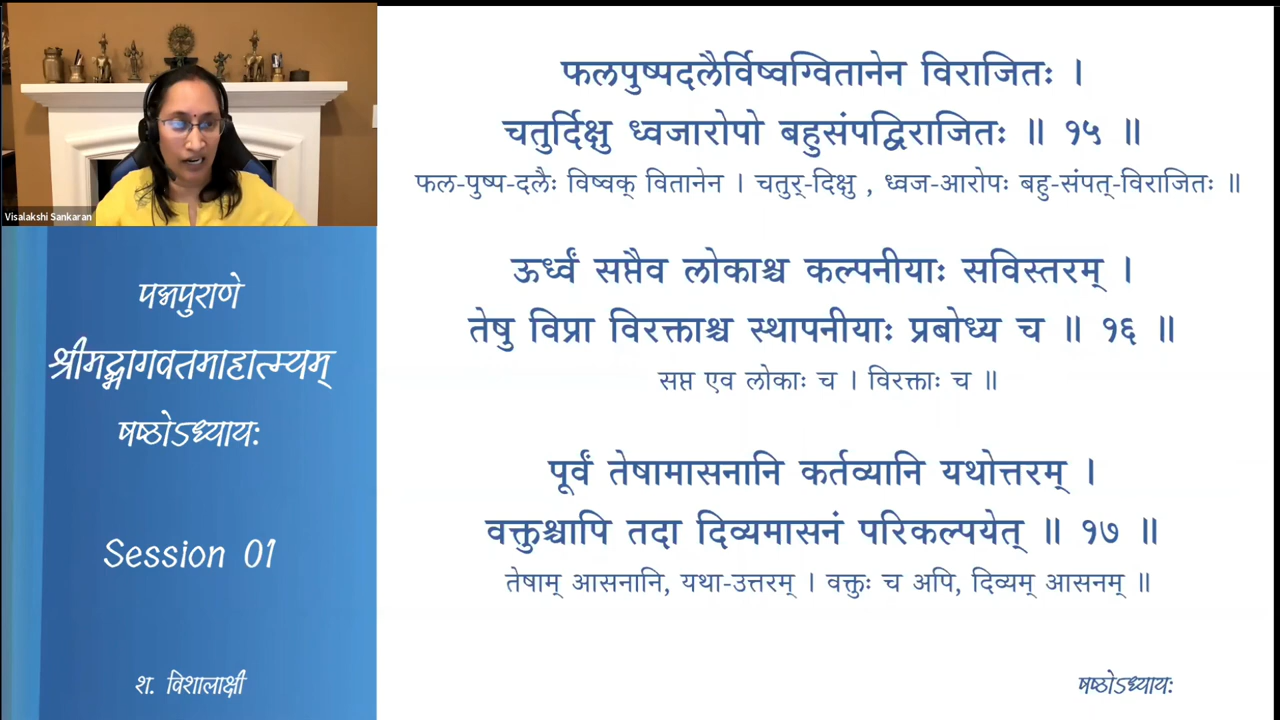 Visalakshi Sankaran
पद्मपुराणे
श्रीमद्भागवतमाहात्म्यम्
षष्ठोऽध्यायः
Session 01
श. विशालाक्षी
फलपुष्पदलैर्विष्वग्वितानेन विराजितः ।
चतुर्दिक्षु ध्वजारोपो बहुसंपद्विराजितः ॥ १५ ॥
फल-पुष्प-दलैः विष्वक् वितानेन । चतुर्-दिक्षु , ध्वज-आरोपः बहु-संपत्-विराजितः ॥
ऊर्ध्वं सप्तैव लोकाश्च कल्पनीयाः सविस्तरम् ।
तेषु विप्रा विरक्ताश्च स्थापनीयाः प्रबोध्य च ॥ १६ ॥
सप्त एव लोकाः च । विरक्ताः च ॥
पूर्वं तेषामासनानि कर्तव्यानि यथोत्तरम् ।
वक्तुश्चापि तदा दिव्यमासनं परिकल्पयेत् ॥ १७ ॥
तेषाम् आसनानि, यथा-उत्तरम् । वक्तुः च अपि, दिव्यम् आसनम् ॥
षष्ठोऽध्यायः